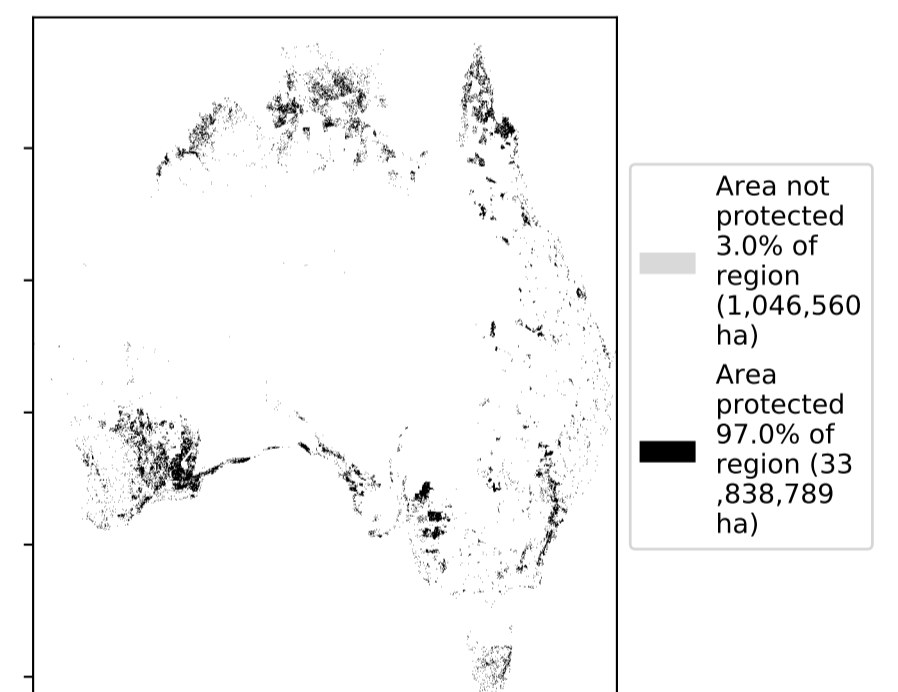 Area not
protected
3.0% of
region
(1,046,560
ha)
Area
protected
97.0% of
region (33
,838,789
ha)